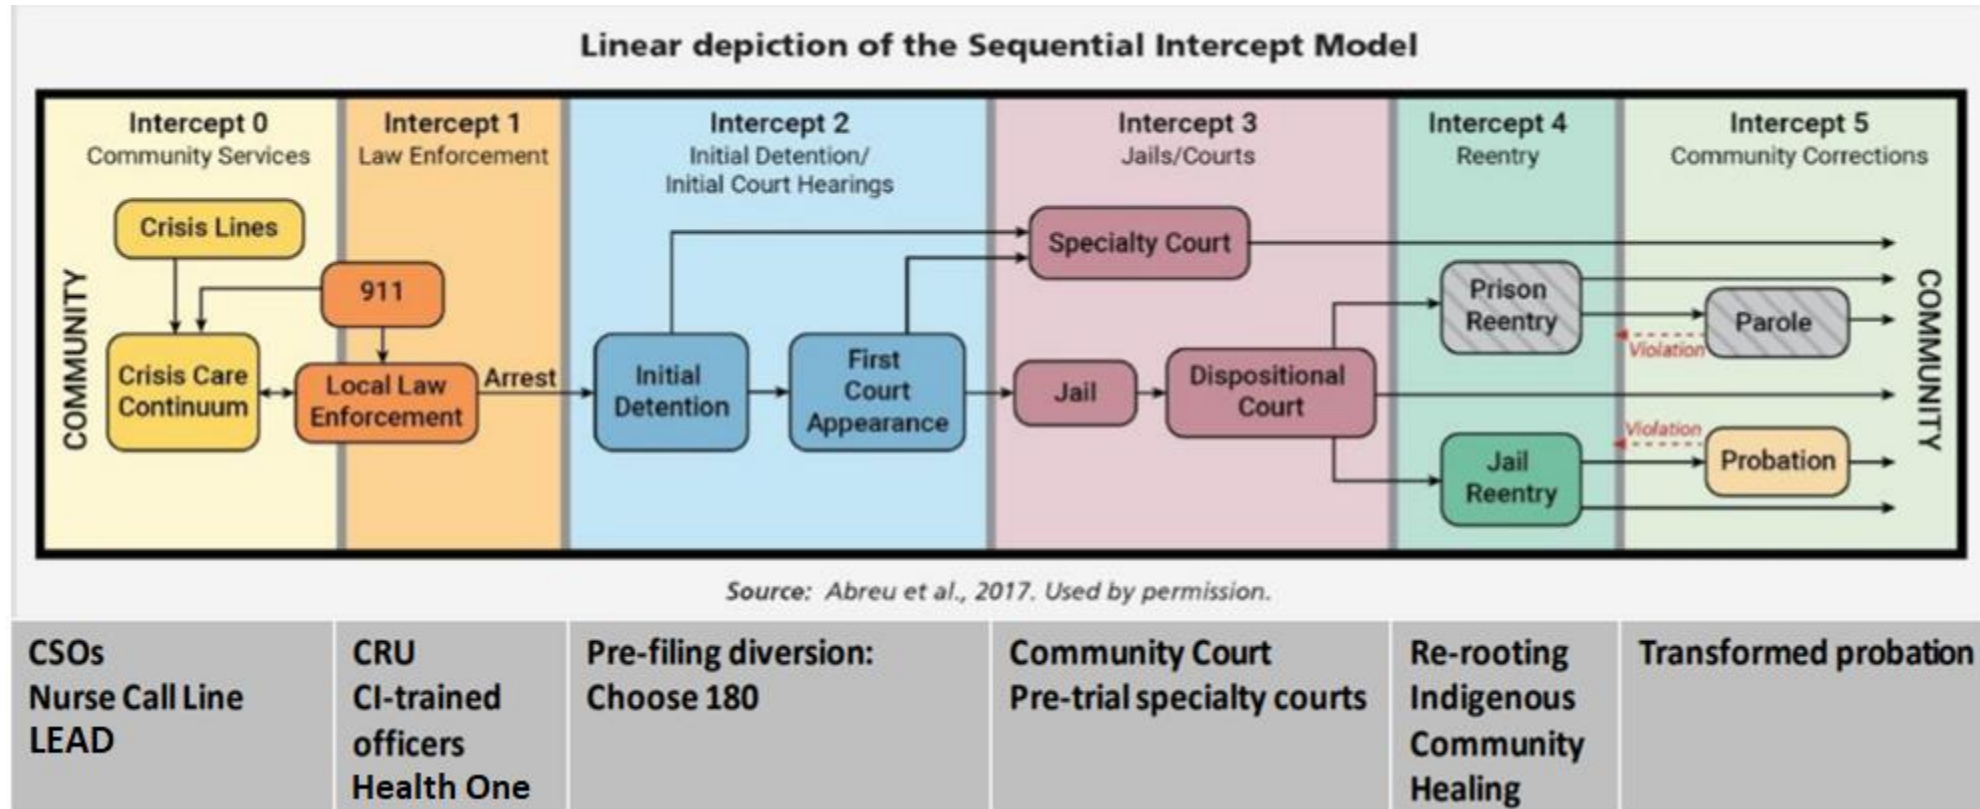 Linear depiction of the Sequential Intercept Model
Intercept 0
Community Services
Intercept 1
Law Enforcement
Intercept 2
Initial Detention/
Initial Court Hearings
Intercept 3
Jails/Courts
Intercept 4
Reentry
Intercept 5
Community Corrections
COMMUNITY
Crisis Lines
911
Crisis Care
Continuum
Local Law
Enforcement
Arrest
Initial
Detention
First
Court
Appearance
Specialty Court
Jail
Dispositional
Court
Prison
Reentry
Violation
Parole
Jail
Reentry
Violation
Probation
COMMUNITY
Source: Abreu et al., 2017. Used by permission.
CSOs
Nurse Call Line
LEAD
CRU
CI-trained
officers
Health One
Pre-filing diversion:
Choose 180
Community Court
Pre-trial specialty courts
Re-rooting
Indigenous
Community
Healing
Transformed probation